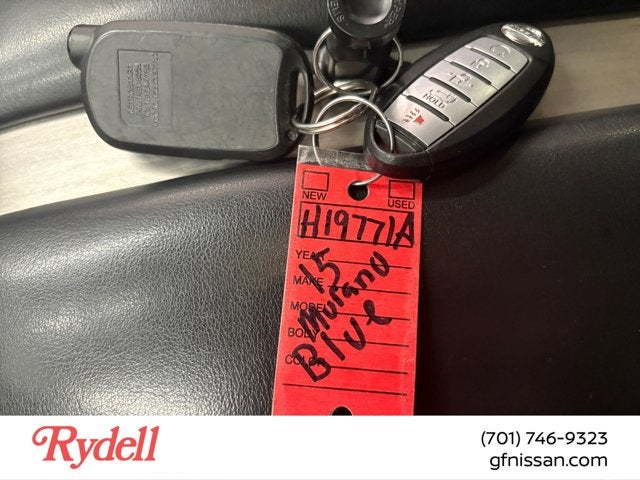 HOLD
NEW
USED
H19771A
YEAR
15
MAKE
Murano
MODEL
Blue
BODY
COLOR
Rydell
(701) 746-9323
gfnissan.com